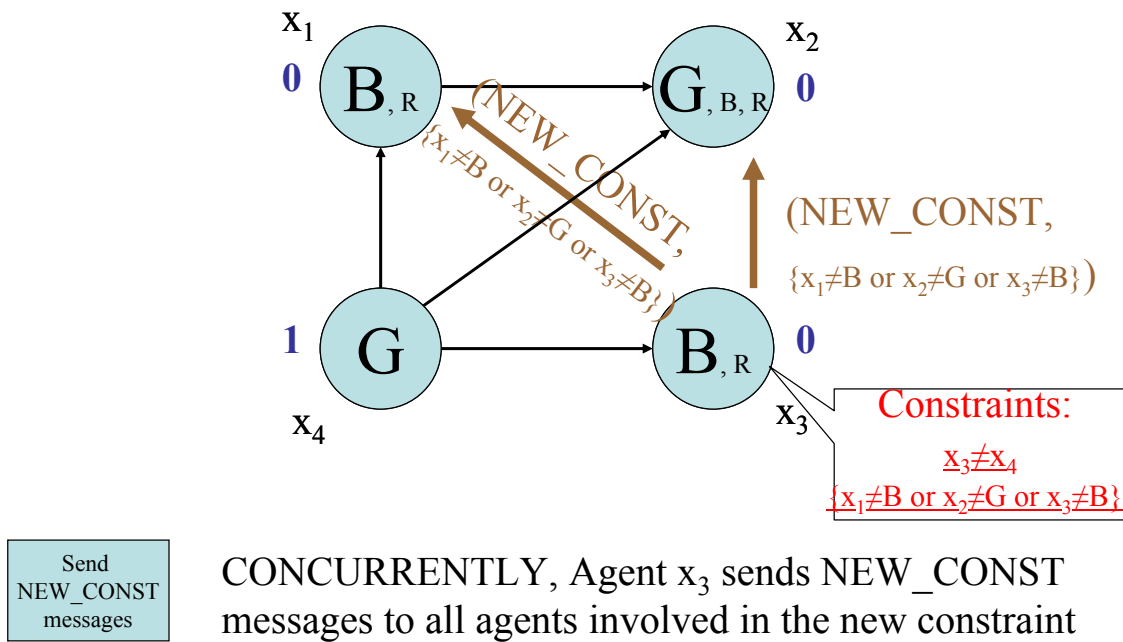 x₁
x₂
0
B, R
G, B, R
0
(NEW_CONST,
{x₁≠B or x₂≠G or x₃≠B})
(NEW_CONST,
{x₁≠B or x₂≠G or x₃≠B})
1
G
B, R
0
x₄
x₃
Constraints:
x₃≠x₄
{x₁≠B or x₂≠G or x₃≠B}
Send
NEW_CONST
messages
CONCURRENTLY, Agent x₃ sends NEW_CONST
messages to all agents involved in the new constraint